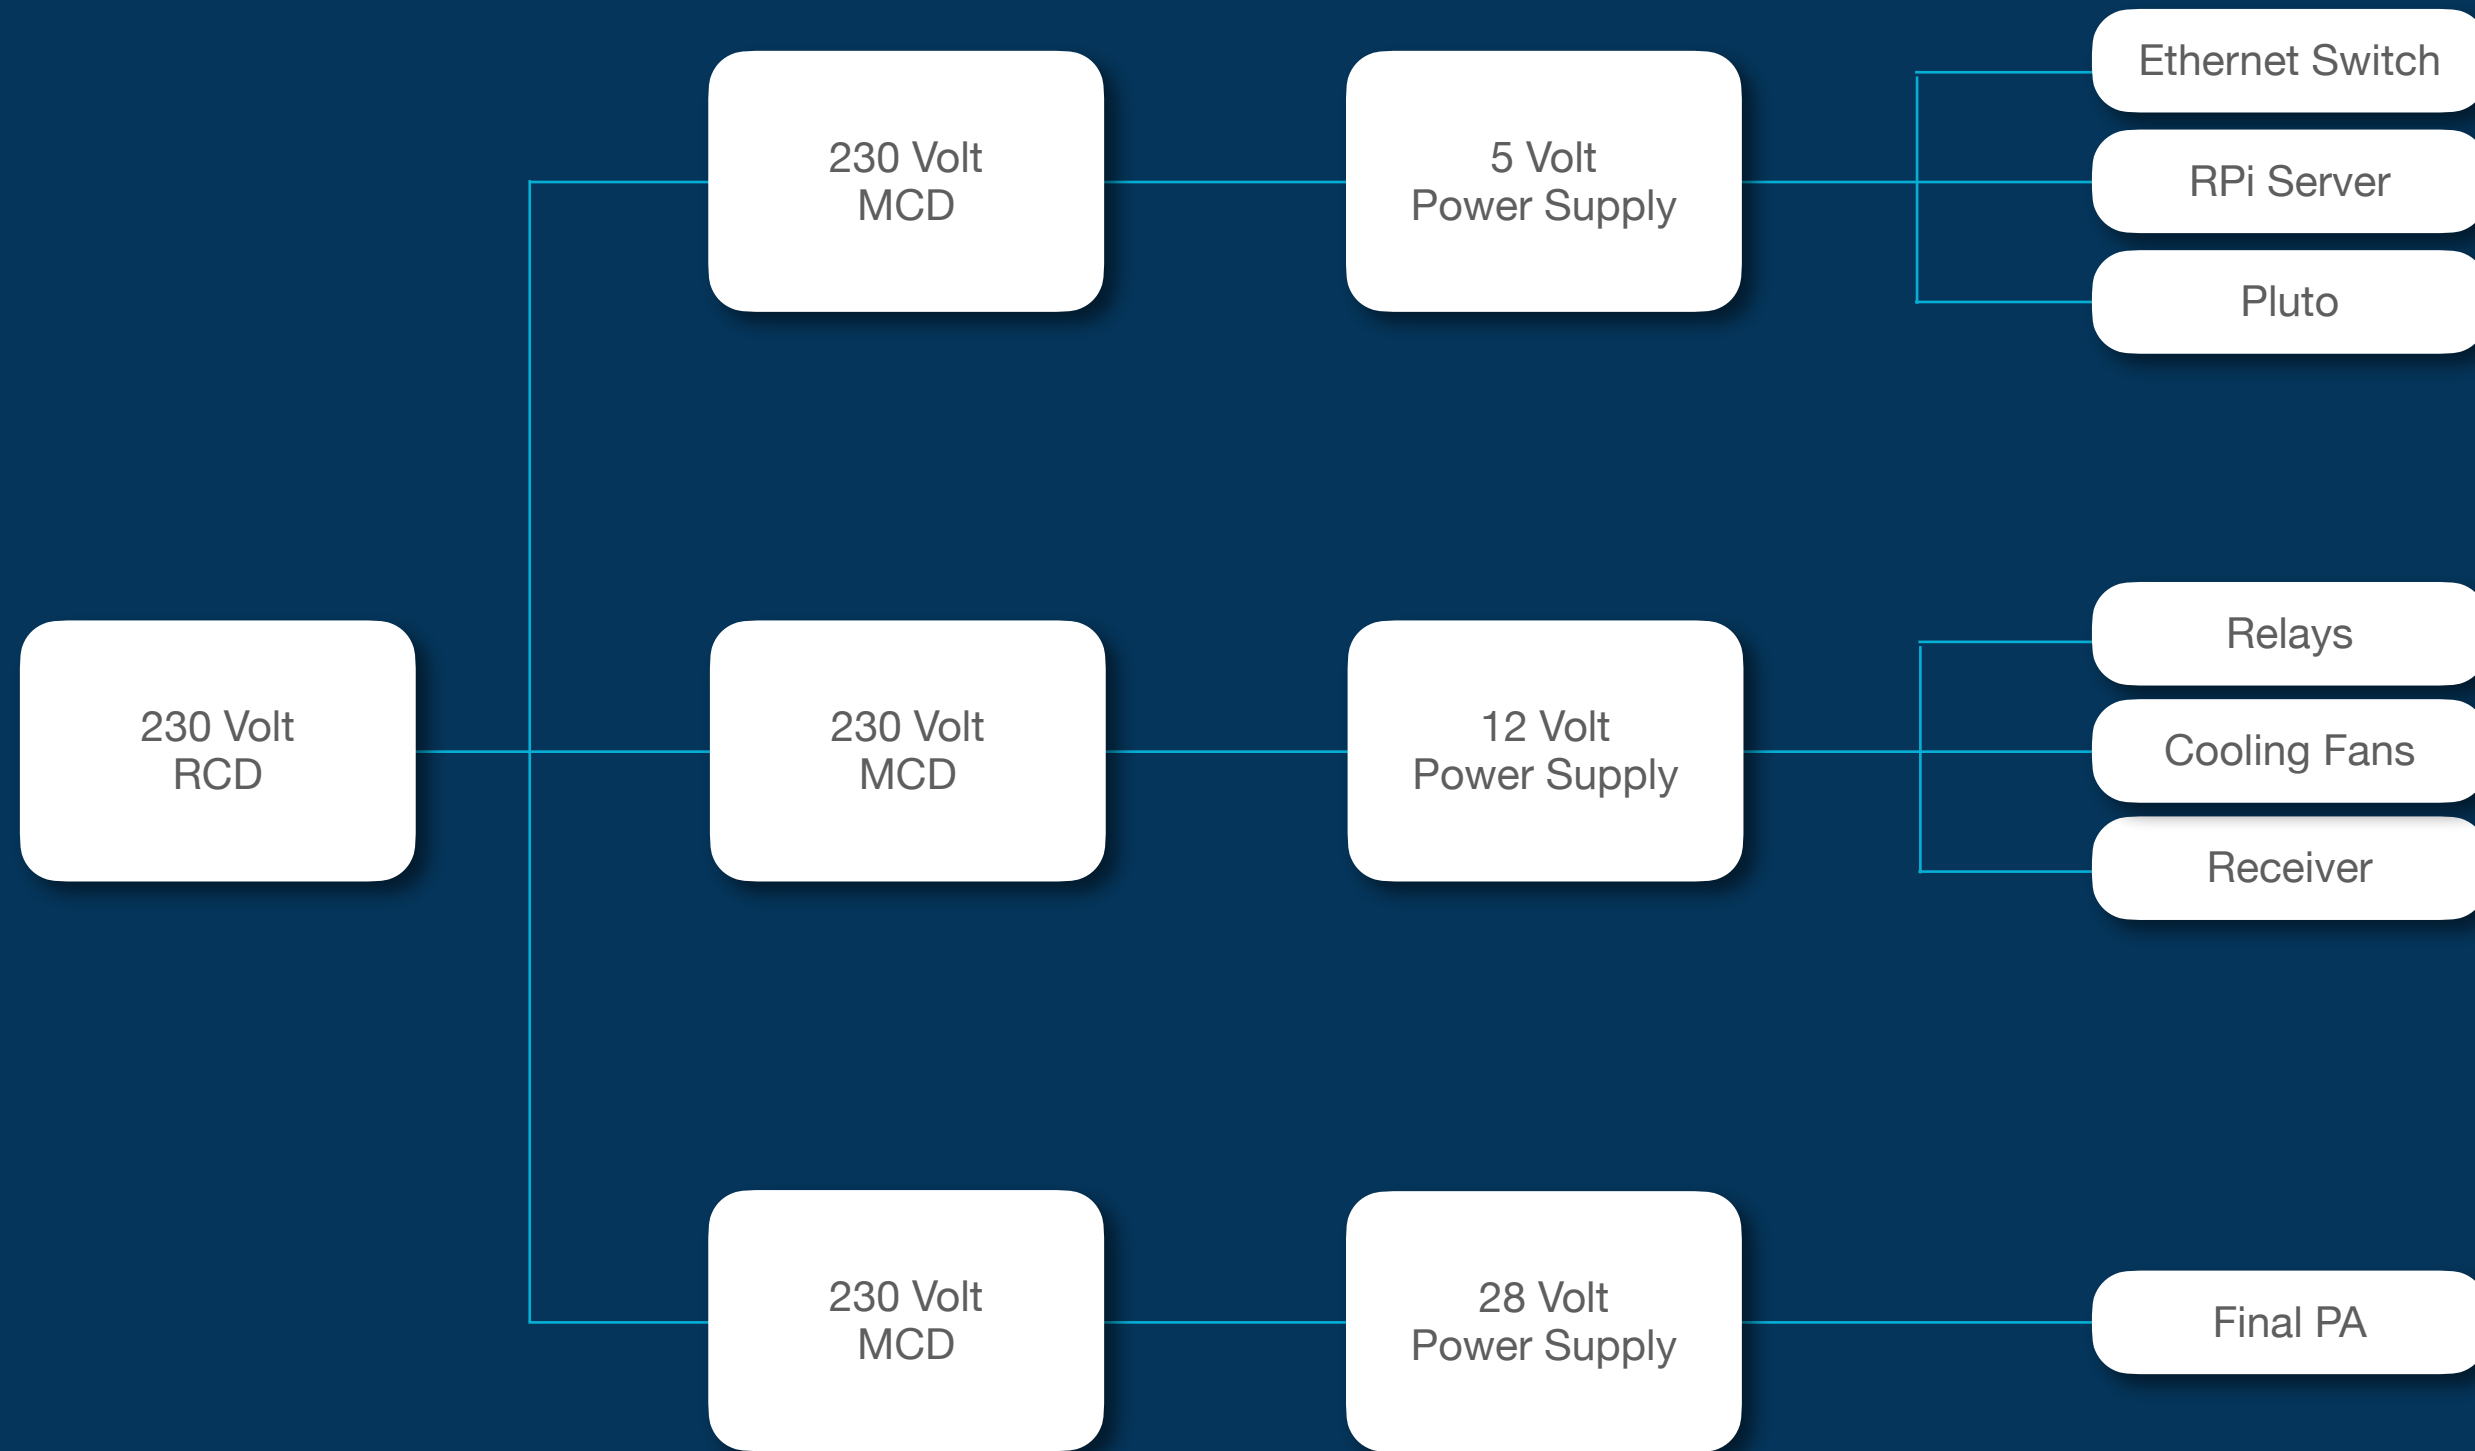 Ethernet Switch
230 Volt
MCD
5 Volt
Power Supply
RPi Server
Pluto
Relays
230 Volt
RCD
230 Volt
MCD
12 Volt
Power Supply
Cooling Fans
Receiver
230 Volt
MCD
28 Volt
Power Supply
Final PA